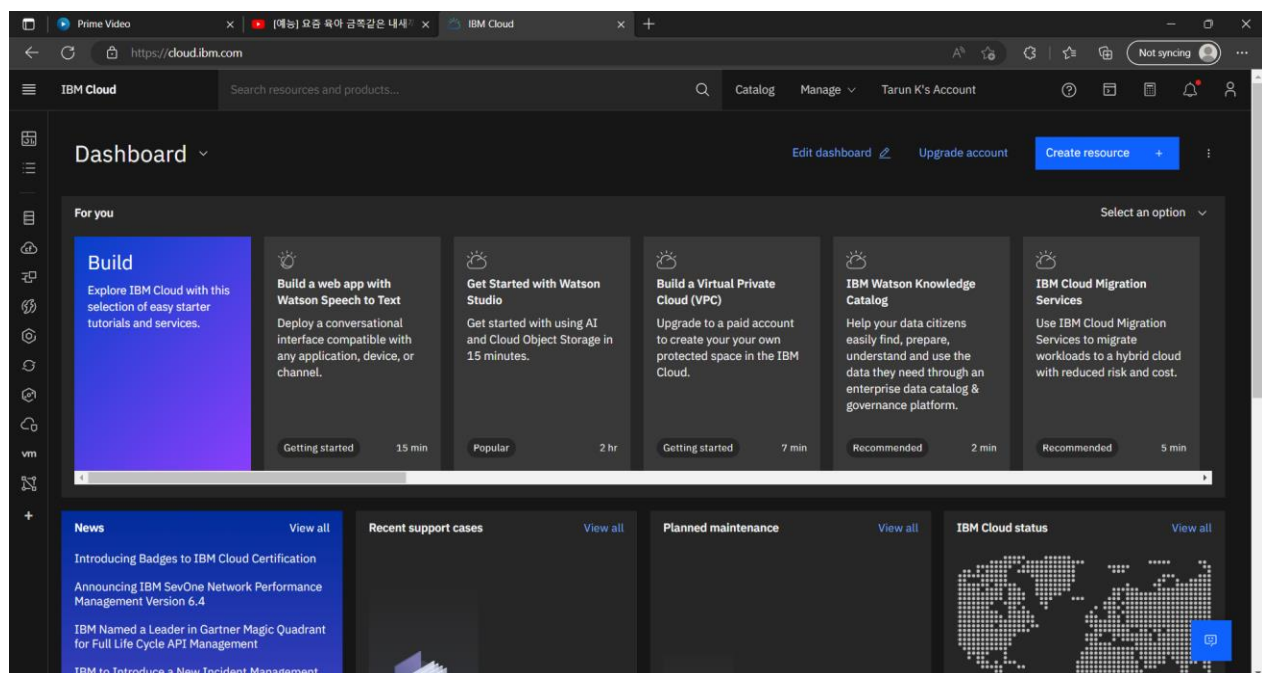 Prime Video
[예능] 요즘 육아 금쪽같은 내새
IBM Cloud
https://cloud.ibm.com
Not syncing
IBM Cloud
Search resources and products...
Catalog
Manage
Tarun K's Account
Dashboard
Edit dashboard
Upgrade account
Create resource +
For you
Select an option
Build
Explore IBM Cloud with this
selection of easy starter
tutorials and services.
Build a web app with
Watson Speech to Text
Deploy a conversational
interface compatible with
any application, device, or
channel.
Getting started 15 min
Get Started with Watson
Studio
Get started with using AI
and Cloud Object Storage in
15 minutes.
Popular 2 hr
Build a Virtual Private
Cloud (VPC)
Upgrade to a paid account
to create your your own
protected space in the IBM
Cloud.
Getting started 7 min
IBM Watson Knowledge
Catalog
Help your data citizens
easily find, prepare,
understand and use the
data they need through an
enterprise data catalog &
governance platform.
Recommended 2 min
IBM Cloud Migration
Services
Use IBM Cloud Migration
Services to migrate
workloads to a hybrid cloud
with reduced risk and cost.
Recommended 5 min
vm
News View all
Introducing Badges to IBM Cloud Certification
Announcing IBM SevOne Network Performance
Management Version 6.4
IBM Named a Leader in Gartner Magic Quadrant
for Full Life Cycle API Management
IBM to Introduce a New Incident Management
Recent support cases View all
Planned maintenance View all
IBM Cloud status View all